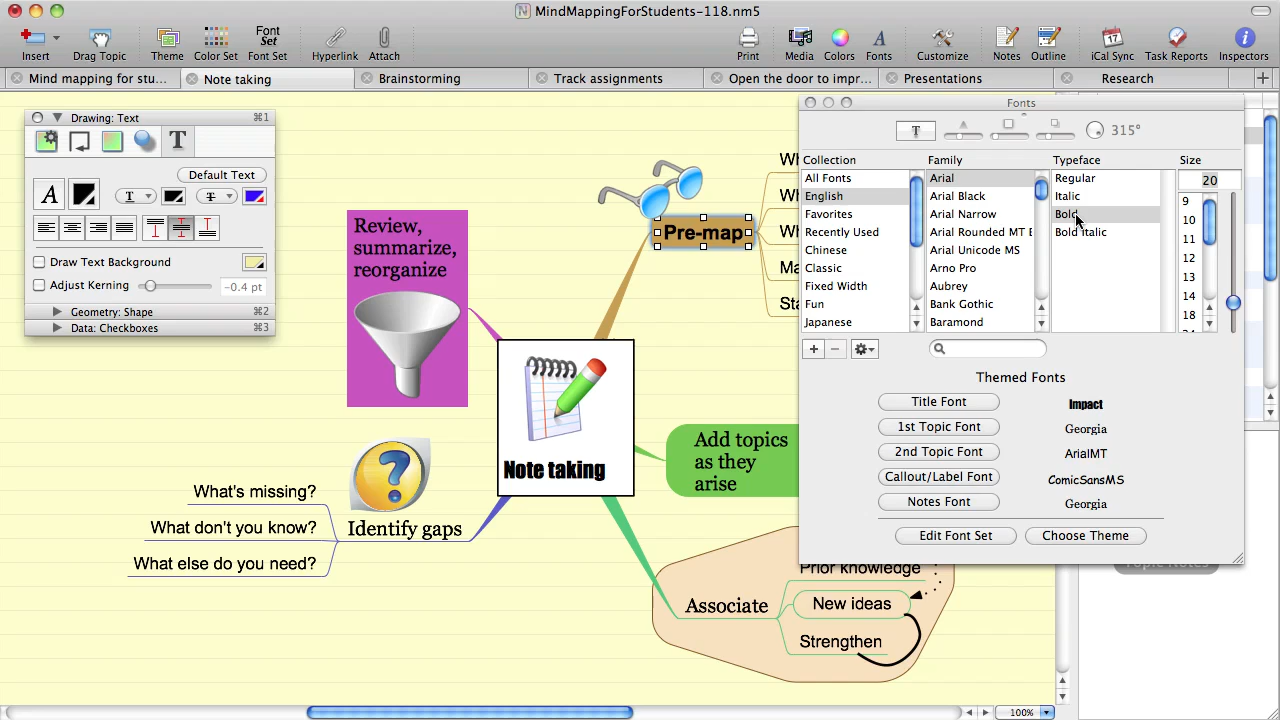 MindMappingForStudents-118.nm5
Insert
Drag Topic
Theme
Color Set
Font
Set
Font Set
Hyperlink
Attach
Print
Media
Colors
Fonts
Customize
Notes
Outline
iCal Sync
Task Reports
Inspectors
Mind mapping for stu...
Note taking
Brainstorming
Track assignments
Open the door to impr...
Presentations
Research
Drawing: Text
⌘1
Default Text
Draw Text Background
Adjust Kerning
-0.4 pt
Geometry: Shape
⌘2
Data: Checkboxes
⌘3
Review,
summarize,
reorganize
Pre-map
Note taking
Add topics
as they
arise
What's missing?
What don't you know?
What else do you need?
Identify gaps
Associate
Prior knowledge
New ideas
Strengthen
Fonts
315°
Collection
Family
Typeface
Size
All Fonts
English
Favorites
Recently Used
Chinese
Classic
Fixed Width
Fun
Japanese
Arial
Arial Black
Arial Narrow
Arial Rounded MT
Arial Unicode MS
Arno Pro
Aubrey
Bank Gothic
Baramond
Regular
Italic
Bold
Bold Italic
20
9
10
11
12
13
14
18
Themed Fonts
Title Font
Impact
1st Topic Font
Georgia
2nd Topic Font
ArialMT
Callout/Label Font
ComicSansMS
Notes Font
Georgia
Edit Font Set
Choose Theme
Topic Notes
100%